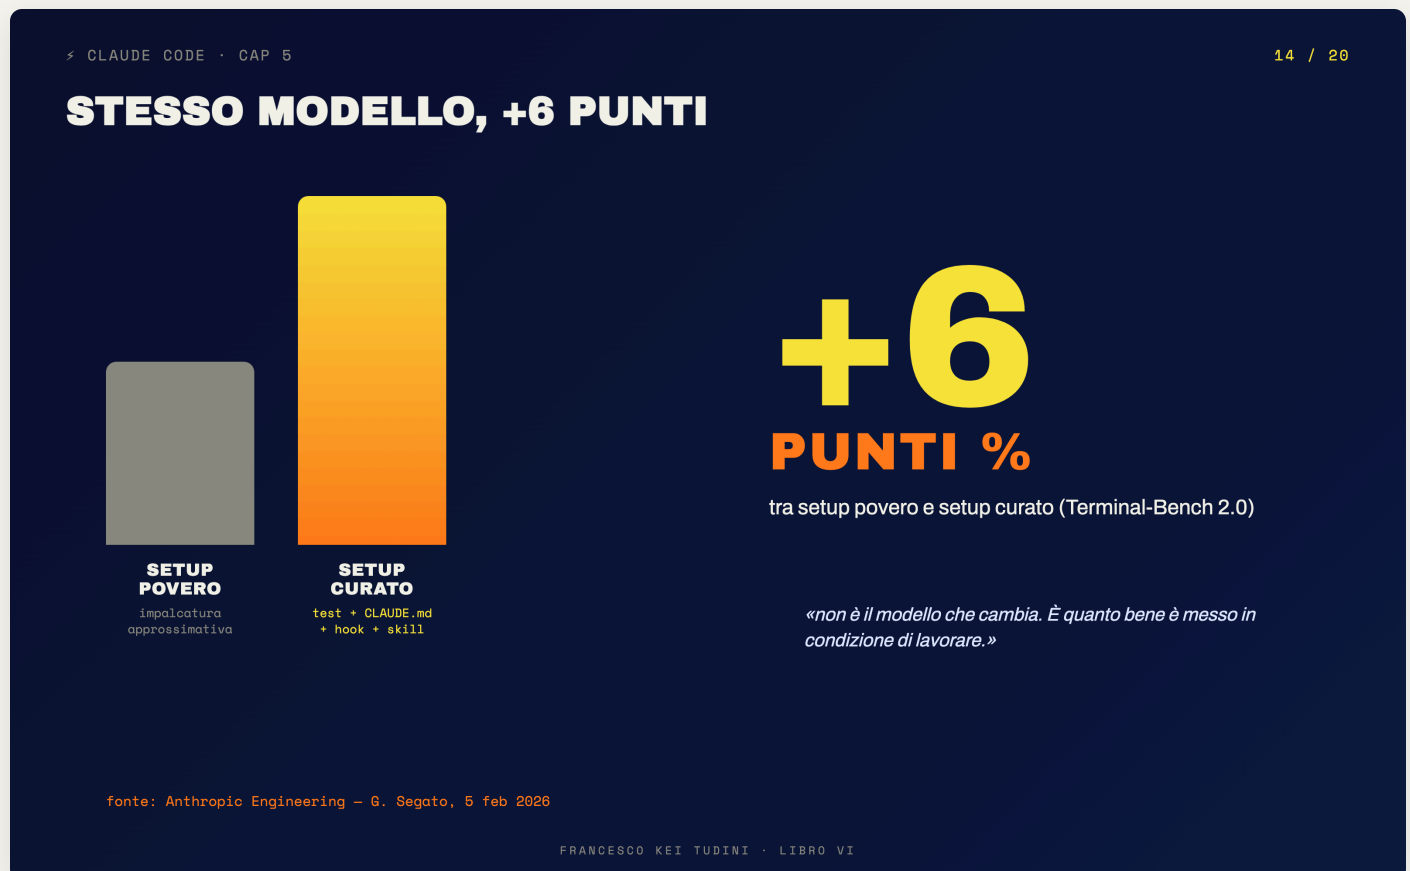 ⚡ CLAUDE CODE · CAP 5
14 / 20
STESSO MODELLO, +6 PUNTI
+6
PUNTI %
tra setup povero e setup curato (Terminal-Bench 2.0)
SETUP
POVERO
impalcatura
approssimativa
SETUP
CURATO
test + CLAUDE.md
+ hook + skill
«non è il modello che cambia. È quanto bene è messo in
condizione di lavorare.»
fonte: Anthropic Engineering — G. Segato, 5 feb 2026
FRANCESCO KEI TUDINI · LIBRO VI